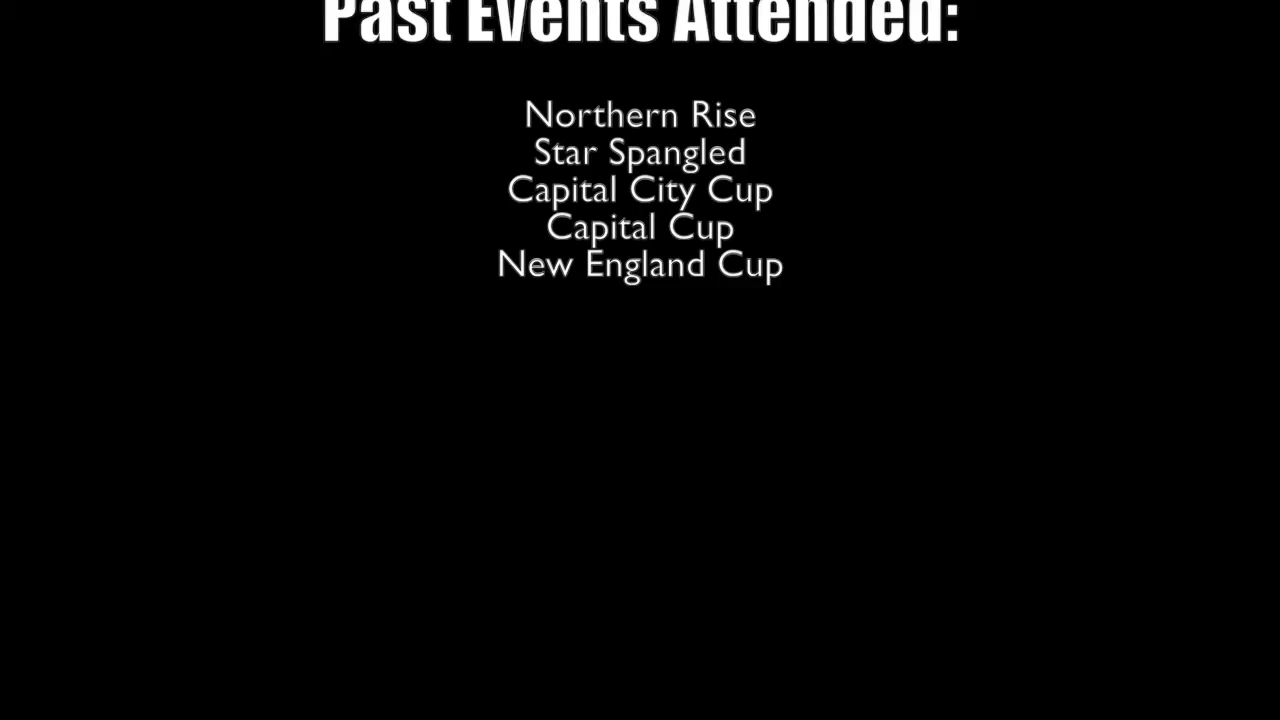 Past Events Attended:
Northern Rise
Star Spangled
Capital City Cup
Capital Cup
New England Cup